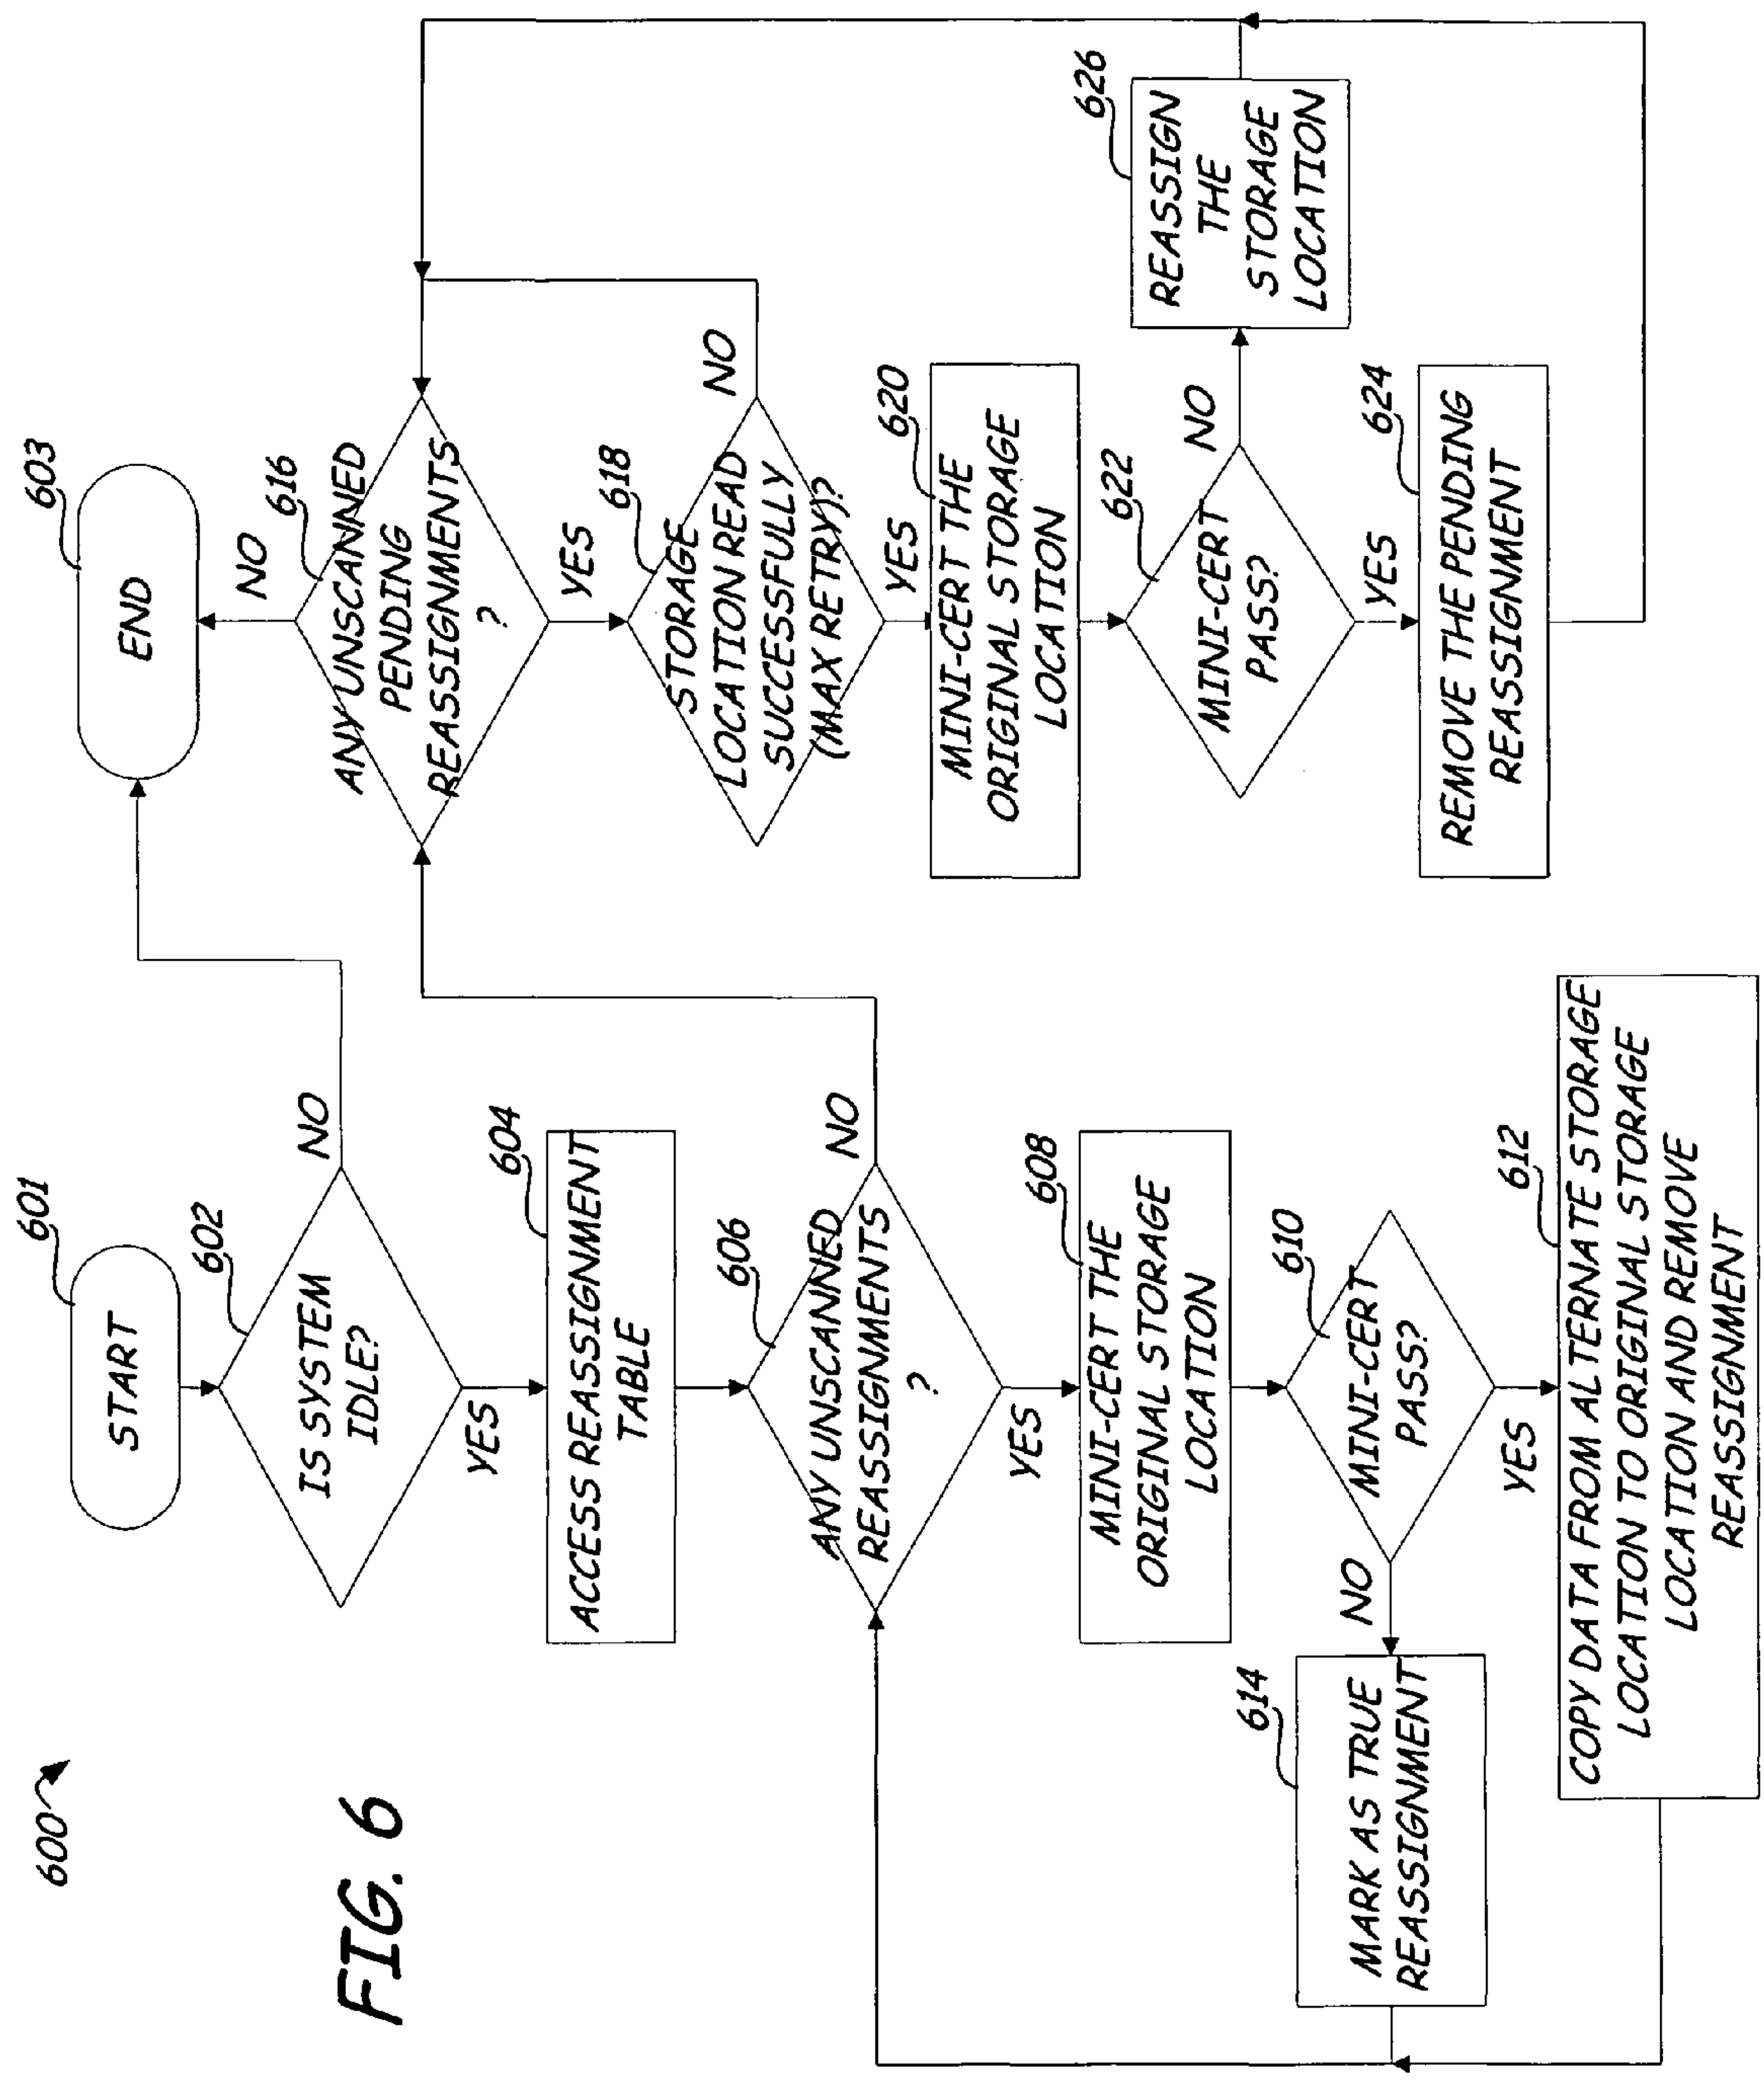 600
FIG. 6
601
START
602
IS SYSTEM
IDLE?
NO
YES
604
ACCESS REASSIGNMENT
TABLE
606
ANY UNSCANNED
REASSIGNMENTS
?
NO
YES
608
MINI-CERT THE
ORIGINAL STORAGE
LOCATION
610
MINI-CERT
PASS?
NO
YES
614
MARK AS TRUE
REASSIGNMENT
612
COPY DATA FROM ALTERNATE STORAGE
LOCATION TO ORIGINAL STORAGE
LOCATION AND REMOVE
REASSIGNMENT
603
END
NO
616
ANY UNSCANNED
PENDING
REASSIGNMENTS
?
YES
618
STORAGE
LOCATION READ
SUCCESSFULLY
(MAX RETRY)?
NO
YES
620
MINI-CERT THE
ORIGINAL STORAGE
LOCATION
622
MINI-CERT
PASS?
NO
YES
626
REASSIGN
THE
STORAGE
LOCATION
624
REMOVE THE PENDING
REASSIGNMENT